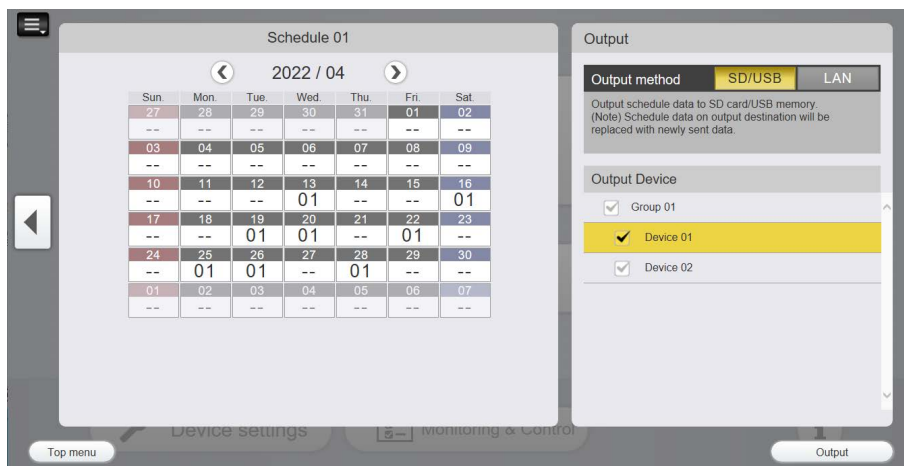 Schedule 01
2022 / 04
Sun. Mon. Tue. Wed. Thu. Fri. Sat.
27 28 29 30 31 01 02
-- -- -- -- -- -- --
03 04 05 06 07 08 09
-- -- -- -- -- -- --
10 11 12 13 14 15 16
-- -- -- 01 -- -- 01
17 18 19 20 21 22 23
-- -- 01 01 -- 01 --
24 25 26 27 28 29 30
-- 01 01 -- 01 -- --
01 02 03 04 05 06 07
-- -- -- -- -- -- --
Output
Output method SD/USB LAN
Output schedule data to SD card/USB memory.
(Note) Schedule data on output destination will be
replaced with newly sent data.
Output Device
Group 01
Device 01
Device 02
Device settings Monitoring & Control
Top menu Output